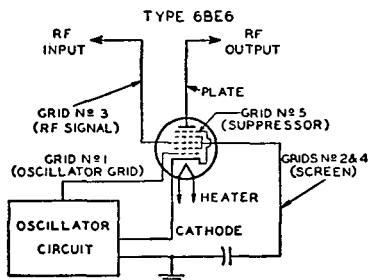 TYPE 6BE6
RF
INPUT
RF
OUTPUT
PLATE
GRID Nº 3
(RF SIGNAL)
GRID Nº 5
(SUPPRESSOR)
GRID Nº 1
(OSCILLATOR GRID)
GRIDS Nº 2&4
(SCREEN)
HEATER
CATHODE
OSCILLATOR
CIRCUIT